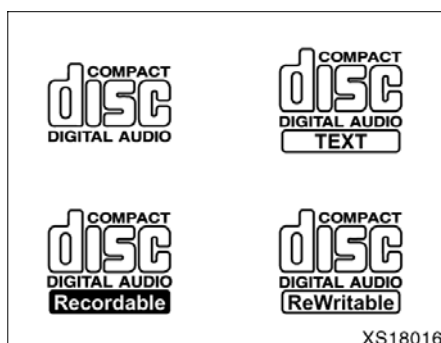 COMPACT
disc
DIGITAL AUDIO
COMPACT
disc
DIGITAL AUDIO
TEXT
COMPACT
disc
DIGITAL AUDIO
Recordable
COMPACT
disc
DIGITAL AUDIO
ReWritable
XS18016